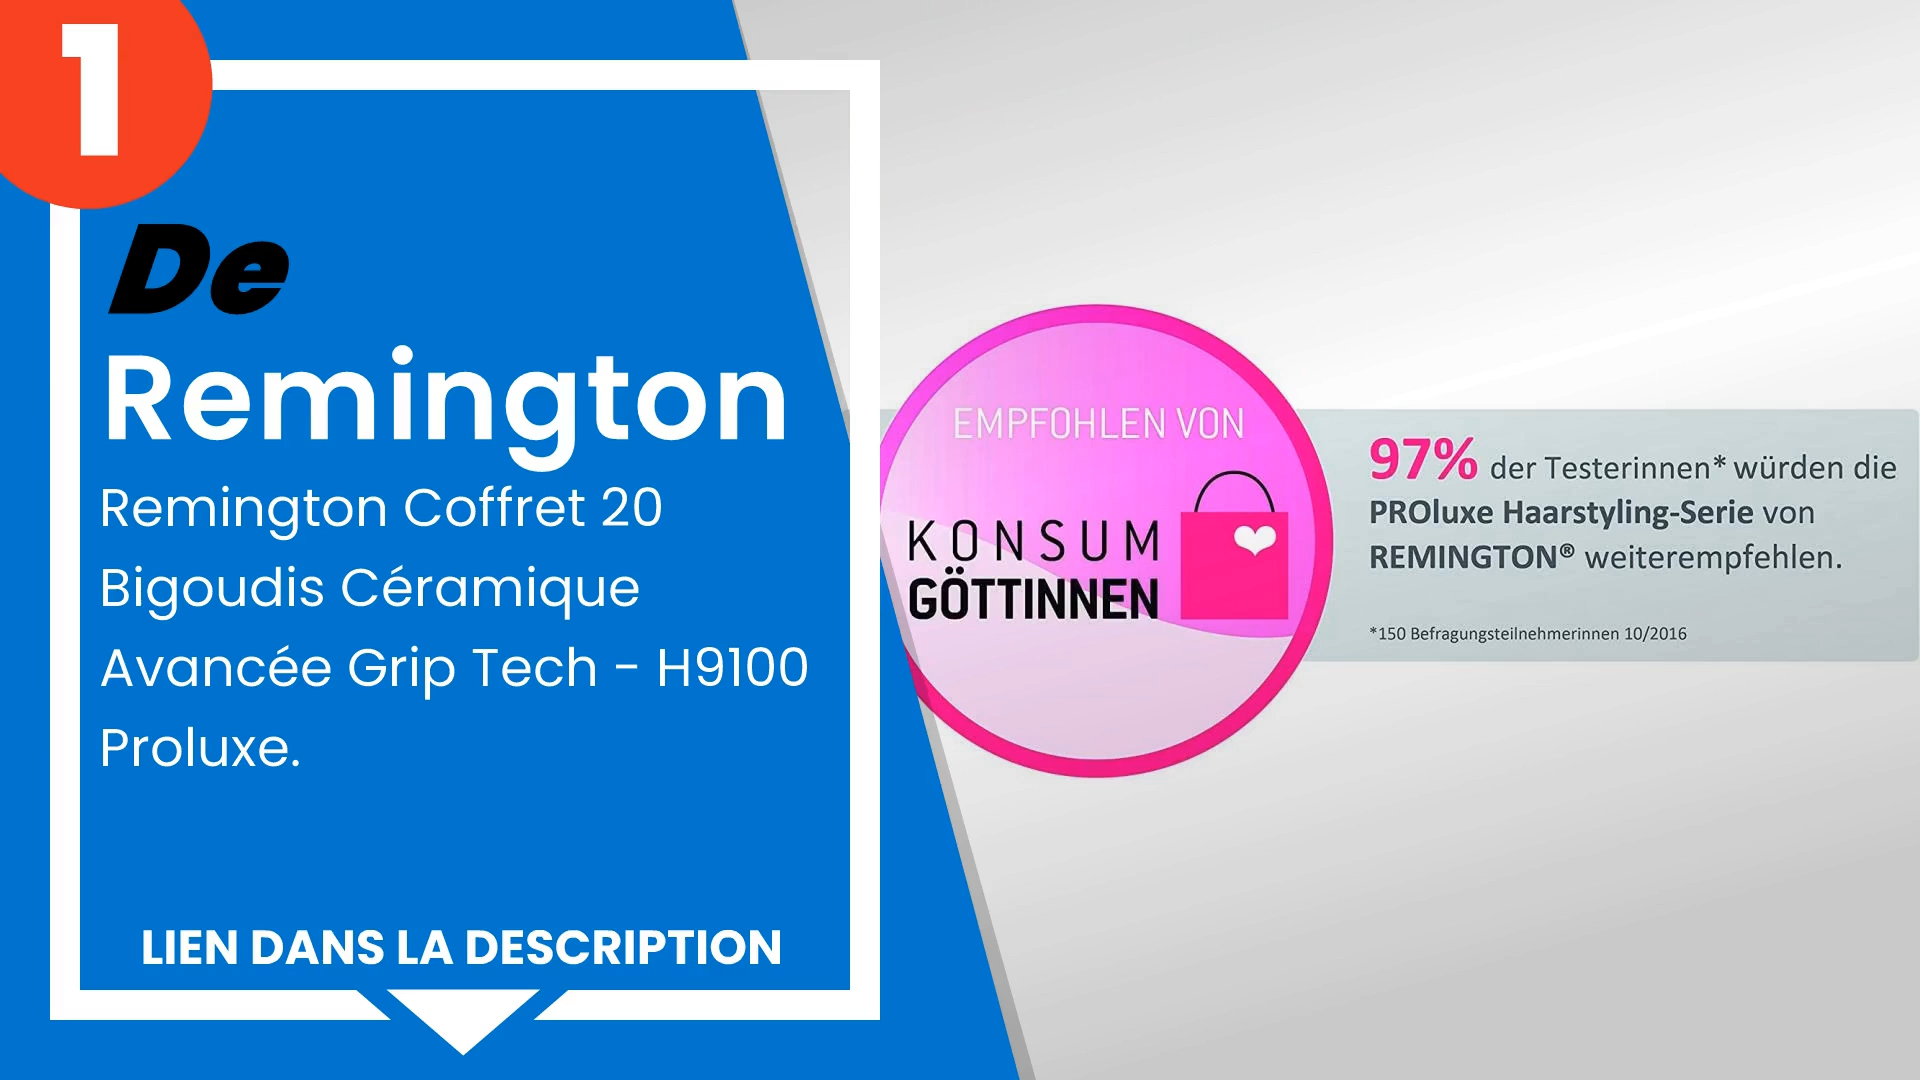 1
De
Remington
Remington Coffret 20
Bigoudis Céramique
Avancée Grip Tech - H9100
Proluxe.
LIEN DANS LA DESCRIPTION
EMPFOHLEN VON
KONSUM
GÖTTINNEN
97% der Testerinnen* würden die
PROluxe Haarstyling-Serie von
REMINGTON® weiterempfehlen.
*150 Befragungsteilnehmerinnen 10/2016